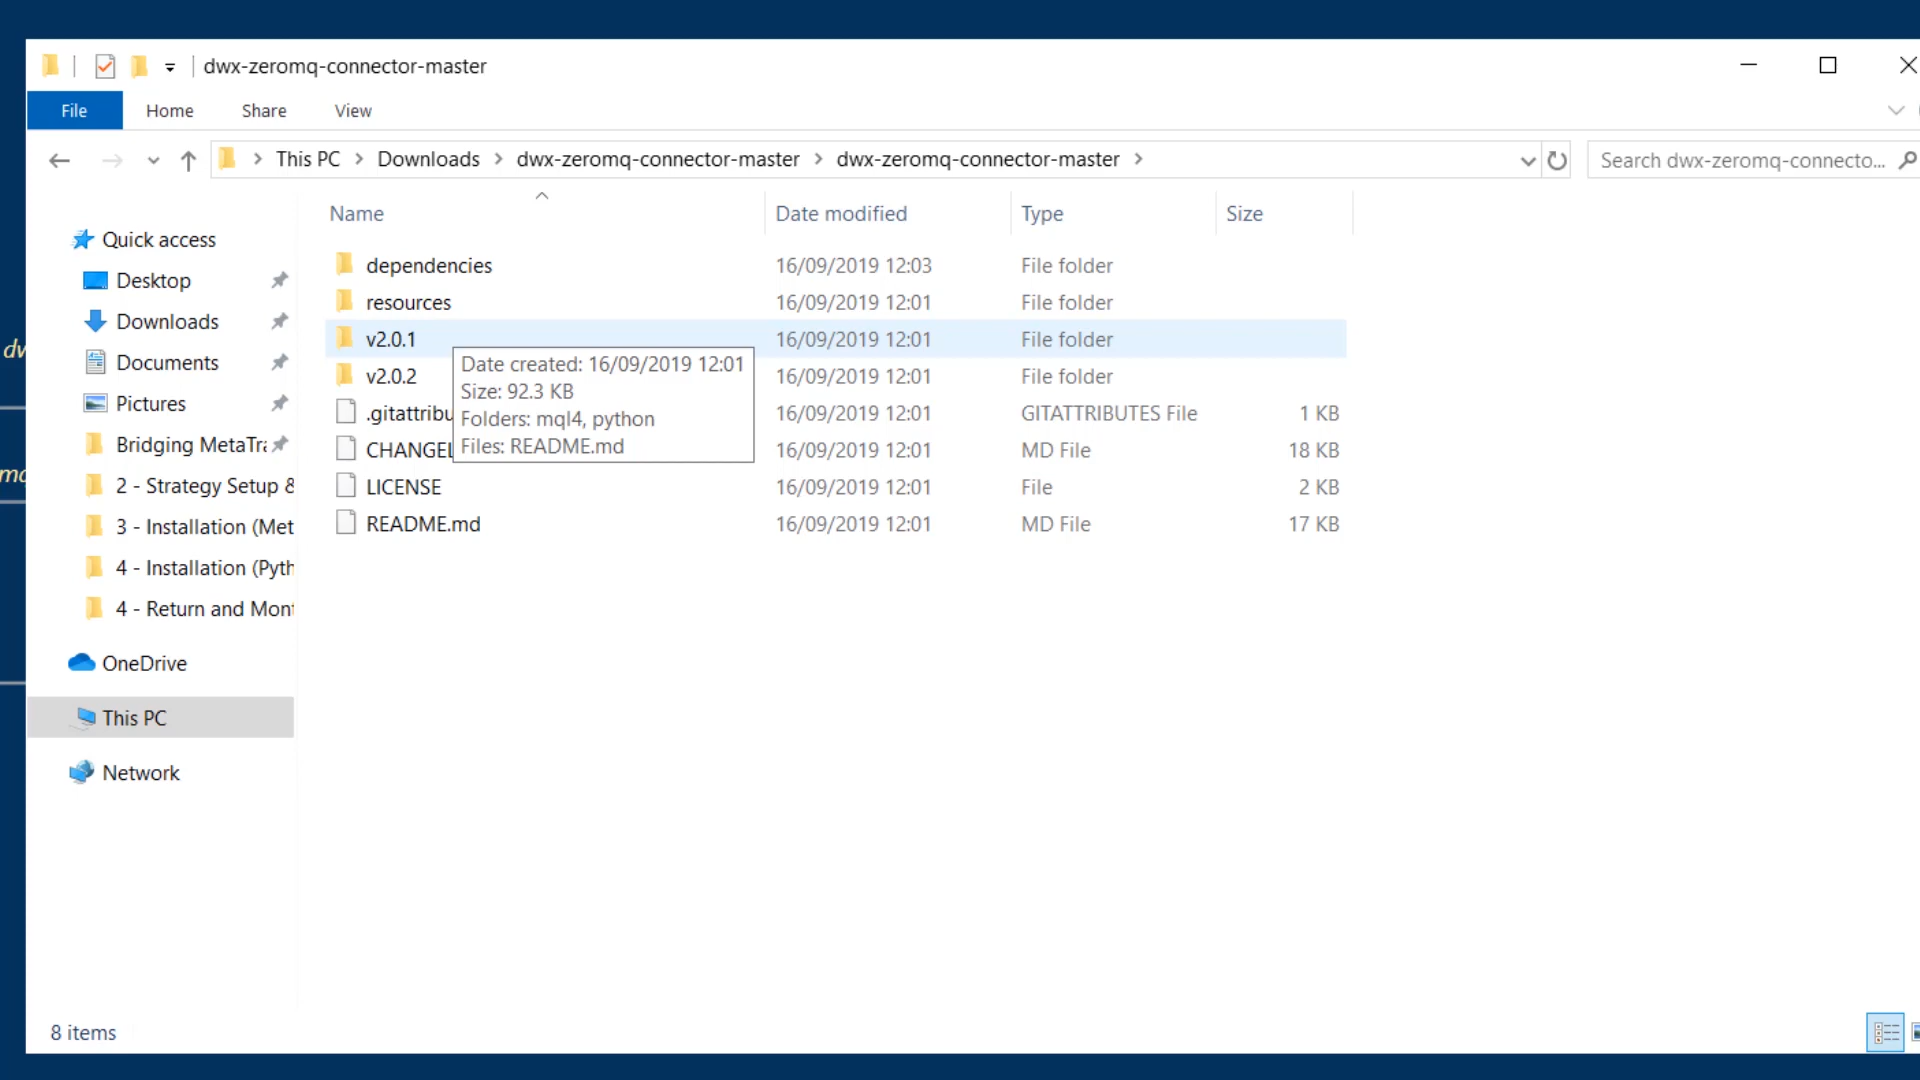 dwx-zeromq-connector-master
File Home Share View
This PC Downloads dwx-zeromq-connector-master dwx-zeromq-connector-master
Search dwx-zeromq-connecto...
Name Date modified Type Size
Quick access
Desktop
Downloads
Documents
Pictures
Bridging MetaTra
2 - Strategy Setup &
3 - Installation (Met
4 - Installation (Pyth
4 - Return and Mont
OneDrive
This PC
Network
dependencies 16/09/2019 12:03 File folder
resources 16/09/2019 12:01 File folder
v2.0.1 16/09/2019 12:01 File folder
v2.0.2 16/09/2019 12:01 File folder
.gitattribu 16/09/2019 12:01 GITATTRIBUTES File 1 KB
CHANGEL 16/09/2019 12:01 MD File 18 KB
LICENSE 16/09/2019 12:01 File 2 KB
README.md 16/09/2019 12:01 MD File 17 KB
Date created: 16/09/2019 12:01
Size: 92.3 KB
Folders: mql4, python
Files: README.md
8 items